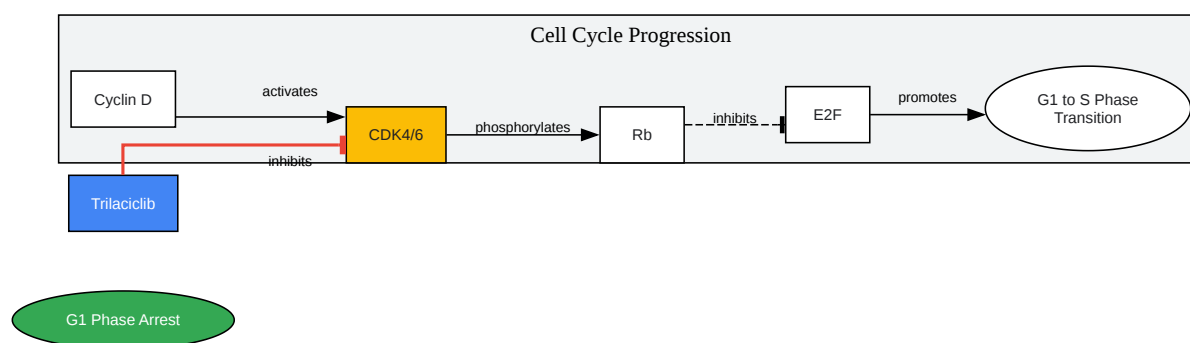 Cell Cycle Progression
Cyclin D
activates
CDK4/6
phosphorylates
Rb
inhibits
E2F
promotes
G1 to S Phase
Transition
inhibits
Trilaciclib
G1 Phase Arrest